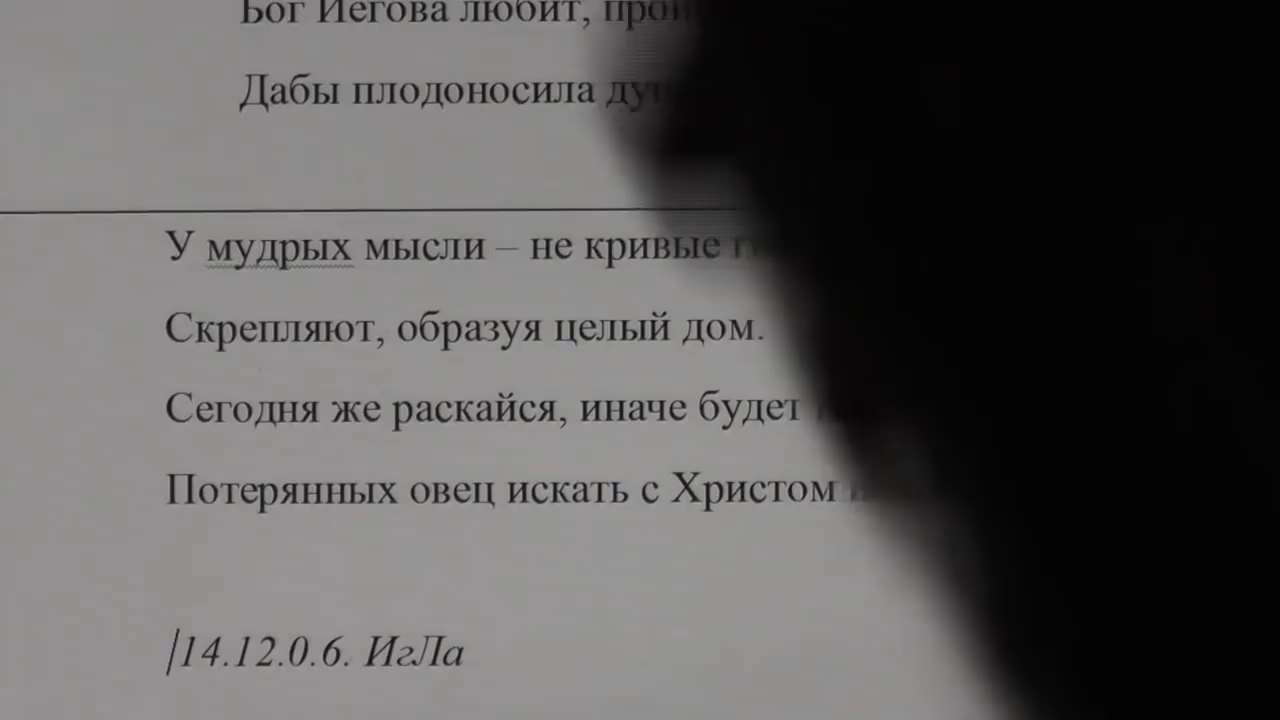 Бог Иегова любит,
Дабы плодоносила
У мудрых мысли – не кривые
Скрепляют, образуя целый дом.
Сегодня же раскайся, иначе будет
Потерянных овец искать с Христом
14.12.0.6. ИгЛа